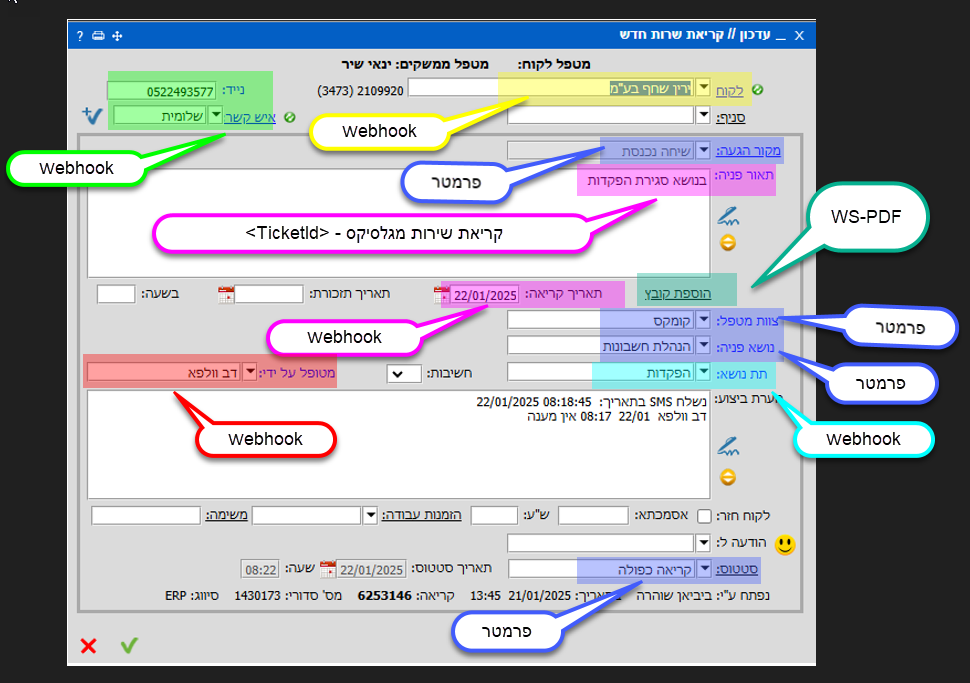 עדכון // קריאת שרות חדש _ X
?
מטפל לקוח: מטפל ממשקים: ינאי שיר
לקוח ירין שחף בע"מ 2109920 (3473) נייד: 0522493577
סניף: איש קשר: שלומית
Webhook
Webhook
מקור הגעה: שיחה נכנסת
פרמטר
תאור פניה: בנושא סגירת הפקדות
WS-PDF
קריאת שירות מגלסיקס - <TicketId>
הוספת קובץ תאריך קריאה: 22/01/2025 תאריך תזכורת: בשעה:
צוות מטפל: קומקס
פרמטר
Webhook
נושא פניה: הנהלת חשבונות
תת נושא: הפקדות חשיבות: מטופל על ידי: דב וולפא
פרמטר
הערת ביצוע: נשלח SMS בתאריך: 22/01/2025 08:18:45
דב וולפא 22/01 08:17 אין מענה
Webhook
Webhook
לקוח חזר: אסמכתא: ש"ע: הזמנות עבודה: משימה:
הודעה ל:
סטטוס: קריאה כפולה תאריך סטטוס: 22/01/2025 שעה: 08:22
נפתח ע"י: ביביאן שוהרה בתאריך: 21/01/2025 13:45 קריאה: 6253146 מס' סדורי: 1430173 סיווג: ERP
פרמטר